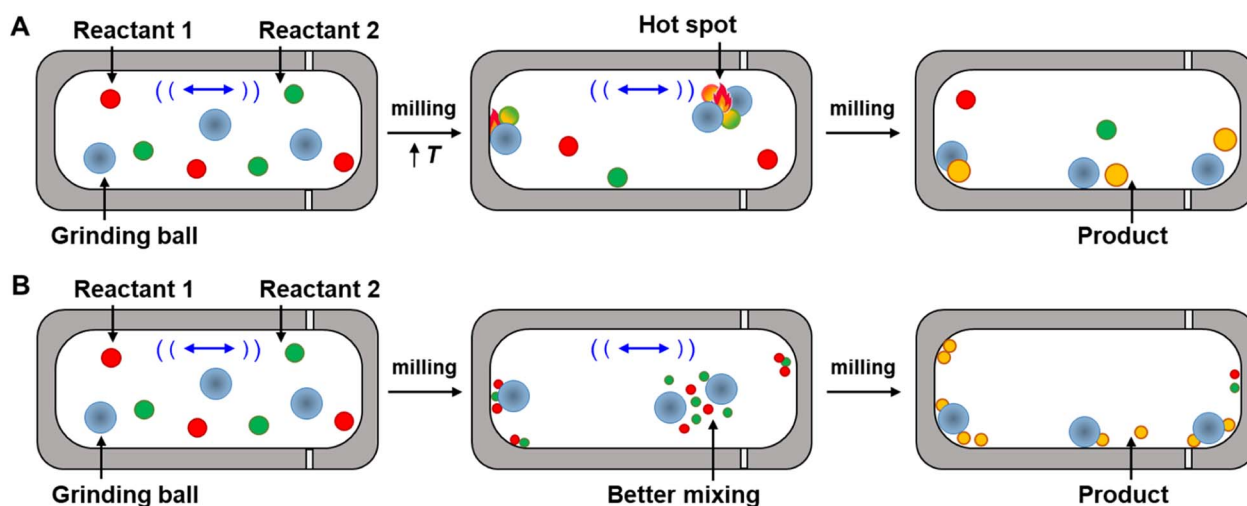 A
Reactant 1
Reactant 2
Hot spot
milling
↑ T
milling
Grinding ball
Product
B
Reactant 1
Reactant 2
milling
milling
Grinding ball
Better mixing
Product